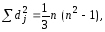 ∑ d_j^2 = 1/3 n (n^2 − 1),